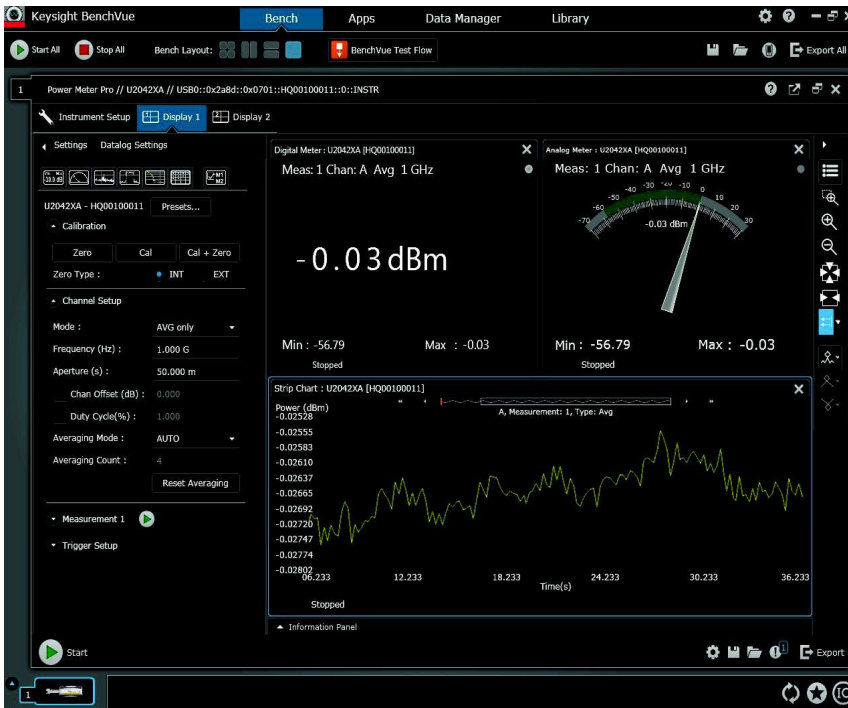 Keysight BenchVue
Bench Apps Data Manager Library
Start All Stop All Bench Layout: BenchVue Test Flow Export All
1 Power Meter Pro // U2042XA // USB0::0x2a8d::0x0701::HQ00100011::0::INSTR
Instrument Setup Display 1 Display 2
Settings Datalog Settings
U2042XA - HQ00100011 Presets...
Calibration
Zero Cal Cal + Zero
Zero Type : INT EXT
Channel Setup
Mode : AVG only
Frequency (Hz) : 1.000 G
Aperture (s) : 50.000 m
Chan Offset (dB) : 0.000
Duty Cycle(%) : 1.000
Averaging Mode : AUTO
Averaging Count : 4
Reset Averaging
Measurement 1
Trigger Setup
Digital Meter : U2042XA [HQ00100011]
Meas: 1 Chan: A Avg 1 GHz
-0.03dBm
Min : -56.79 Max : -0.03
Stopped
Analog Meter : U2042XA [HQ00100011]
Meas: 1 Chan: A Avg 1 GHz
-70 -60 -50 -40 -30 -10 0 10 20 30
-0.03 dBm
Min : -56.79 Max : -0.03
Stopped
Strip Chart : U2042XA [HQ00100011]
Power (dBm)
A, Measurement: 1, Type: Avg
-0.02528
-0.02555
-0.02583
-0.02610
-0.02637
-0.02665
-0.02692
-0.02720
-0.02747
-0.02774
-0.02802
06.233 12.233 18.233 24.233 30.233 36.233
Time(s)
Stopped
Information Panel
Start
1
Export
1